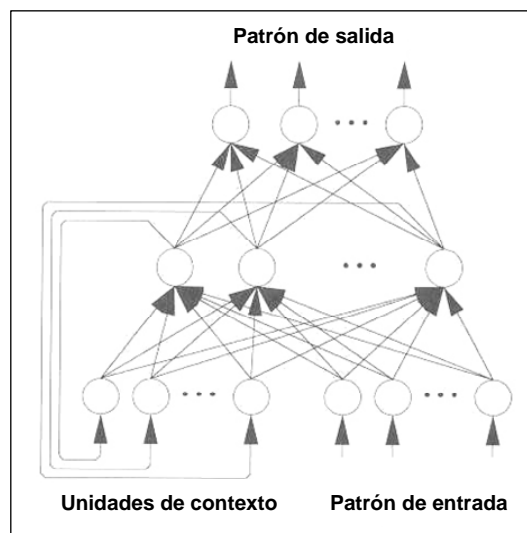 Patrón de salida
Unidades de contexto
Patrón de entrada